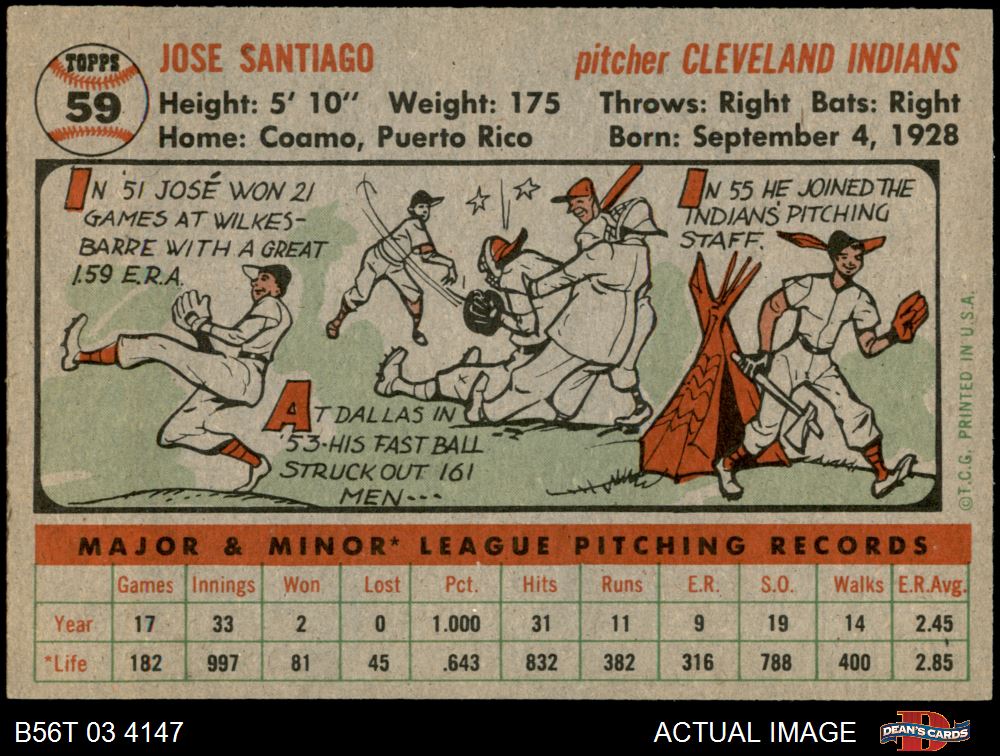 TOPPS
59
JOSE SANTIAGO
pitcher CLEVELAND INDIANS
Height: 5' 10" Weight: 175 Throws: Right Bats: Right
Home: Coamo, Puerto Rico Born: September 4, 1928
IN '51 JOSÉ WON 21
GAMES AT WILKES-
BARRE WITH A GREAT
1.59 E.R.A.
AT DALLAS IN
'53-HIS FAST BALL
STRUCK OUT 161
MEN---
IN 55 HE JOINED THE
INDIANS' PITCHING
STAFF.
©T.C.G. PRINTED IN U.S.A.
MAJOR & MINOR* LEAGUE PITCHING RECORDS
Games Innings Won Lost Pct. Hits Runs E.R. S.O. Walks E.R.Avg.
Year 17 33 2 0 1.000 31 11 9 19 14 2.45
*Life 182 997 81 45 .643 832 382 316 788 400 2.85
B56T 03 4147
ACTUAL IMAGE
D
DEAN'S CARDS